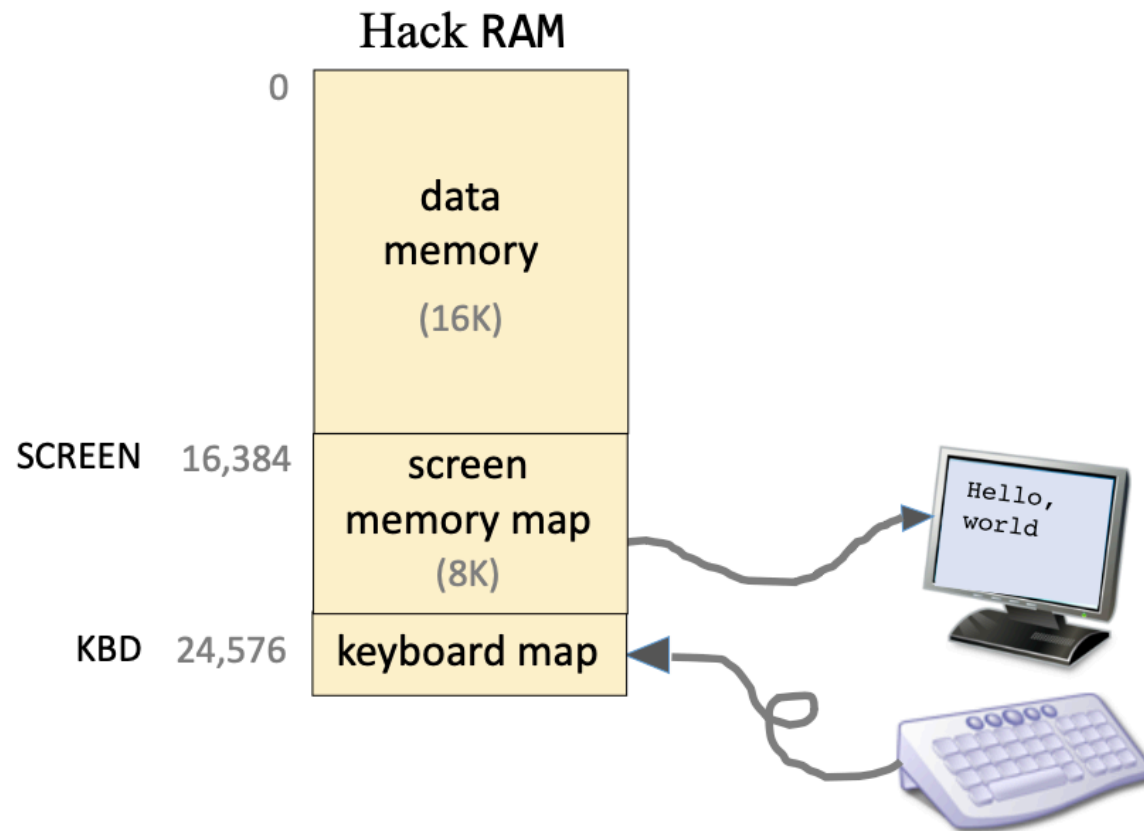 Hack RAM
0
data
memory
(16K)
SCREEN 16,384
screen
memory map
(8K)
Hello,
world
KBD 24,576
keyboard map